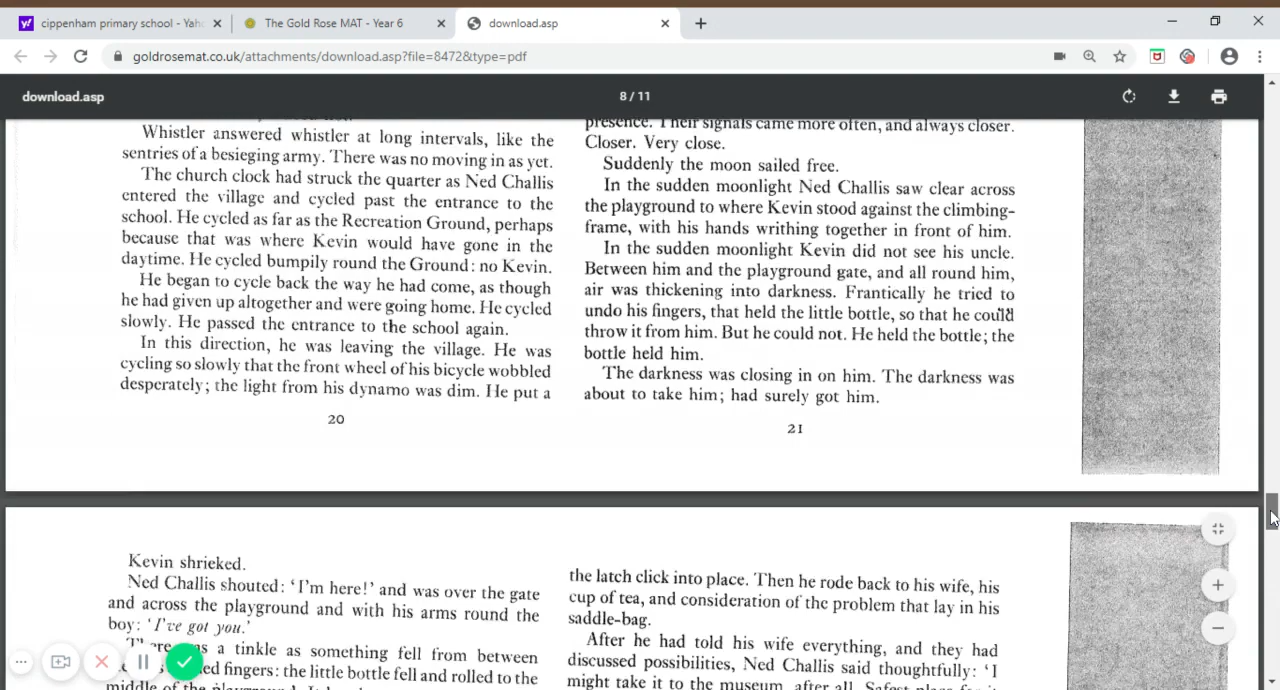 cippenham primary school - Yah
The Gold Rose MAT - Year 6
download.asp
goldrosemat.co.uk/attachments/download.asp?file=8472&type=pdf
download.asp
8 / 11
Whistler answered whistler at long intervals, like the
sentries of a besieging army. There was no moving in as yet.
The church clock had struck the quarter as Ned Challis
entered the village and cycled past the entrance to the
school. He cycled as far as the Recreation Ground, perhaps
because that was where Kevin would have gone in the
daytime. He cycled bumpily round the Ground: no Kevin.
He began to cycle back the way he had come, as though
he had given up altogether and were going home. He cycled
slowly. He passed the entrance to the school again.
In this direction, he was leaving the village. He was
cycling so slowly that the front wheel of his bicycle wobbled
desperately; the light from his dynamo was dim. He put a
20
presence. Their signals came more often, and always closer.
Closer. Very close.
Suddenly the moon sailed free.
In the sudden moonlight Ned Challis saw clear across
the playground to where Kevin stood against the climbing-
frame, with his hands writhing together in front of him.
In the sudden moonlight Kevin did not see his uncle.
Between him and the playground gate, and all round him,
air was thickening into darkness. Frantically he tried to
undo his fingers, that held the little bottle, so that he could
throw it from him. But he could not. He held the bottle; the
bottle held him.
The darkness was closing in on him. The darkness was
about to take him; had surely got him.
21
Kevin shrieked.
Ned Challis shouted: 'I'm here!' and was over the gate
and across the playground and with his arms round the
boy: 'I've got you.'
a tinkle as something fell from between
fingers: the little bottle fell and rolled to the
middle of the playground.
the latch click into place. Then he rode back to his wife, his
cup of tea, and consideration of the problem that lay in his
saddle-bag.
After he had told his wife everything, and they had
discussed possibilities, Ned Challis said thoughtfully: 'I
might take it to the museum, after all. Safest place for it